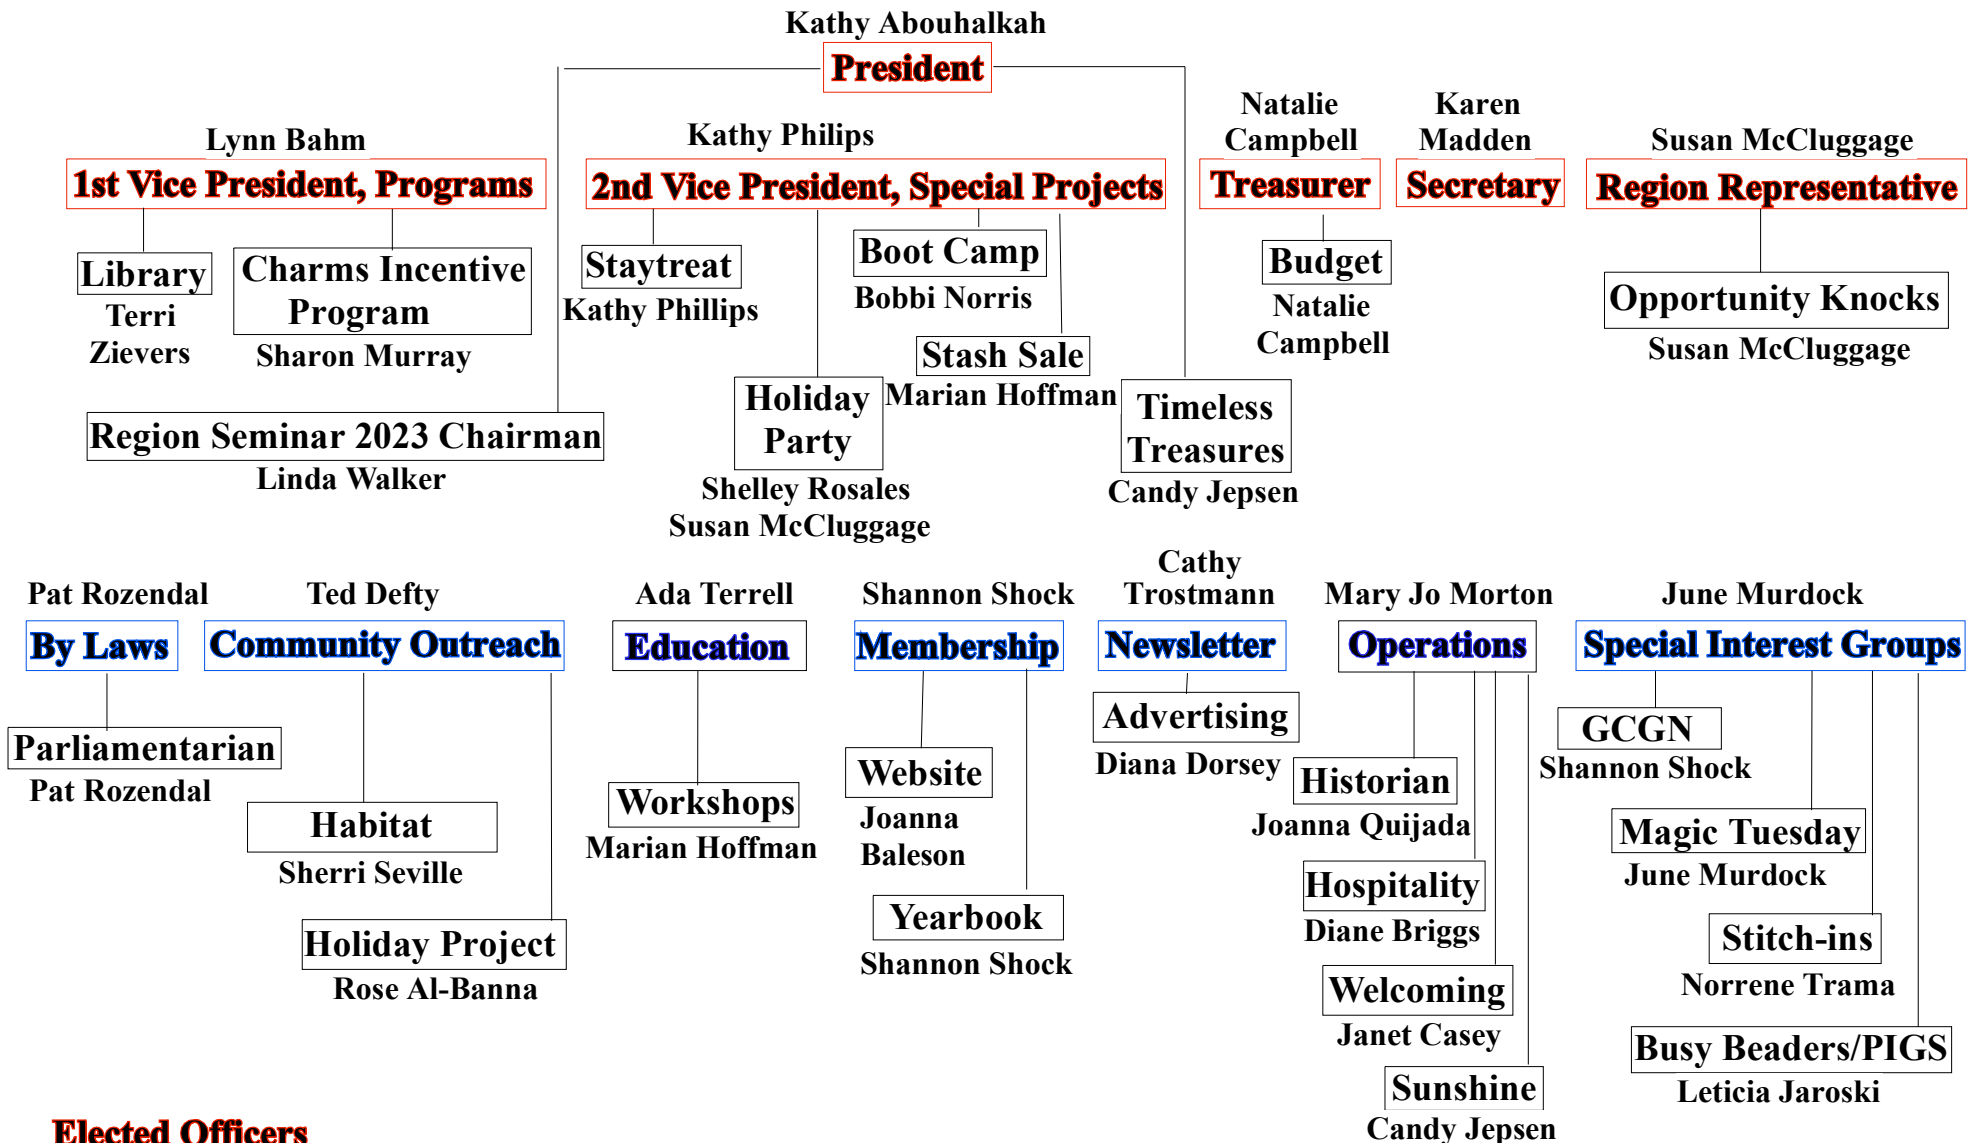 Kathy Abouhalkah
President
Lynn Bahm
1st Vice President, Programs
Library
Terri
Zievers
Charms Incentive
Program
Sharon Murray
Region Seminar 2023 Chairman
Linda Walker
Kathy Philips
2nd Vice President, Special Projects
Staytreat
Kathy Phillips
Holiday
Party
Shelley Rosales
Susan McCluggage
Boot Camp
Bobbi Norris
Stash Sale
Marian Hoffman
Timeless
Treasures
Candy Jepsen
Natalie
Campbell
Treasurer
Budget
Natalie
Campbell
Karen
Madden
Secretary
Susan McCluggage
Region Representative
Opportunity Knocks
Susan McCluggage
Pat Rozendal
By Laws
Parliamentarian
Pat Rozendal
Ted Defty
Community Outreach
Habitat
Sherri Seville
Holiday Project
Rose Al-Banna
Ada Terrell
Education
Workshops
Marian Hoffman
Shannon Shock
Membership
Website
Joanna
Baleson
Yearbook
Shannon Shock
Cathy
Trostmann
Newsletter
Advertising
Diana Dorsey
Mary Jo Morton
Operations
Historian
Joanna Quijada
Hospitality
Diane Briggs
Welcoming
Janet Casey
Sunshine
Candy Jepsen
June Murdock
Special Interest Groups
GCGN
Shannon Shock
Magic Tuesday
June Murdock
Stitch-ins
Norrene Trama
Busy Beaders/PIGS
Leticia Jaroski
Elected Officers